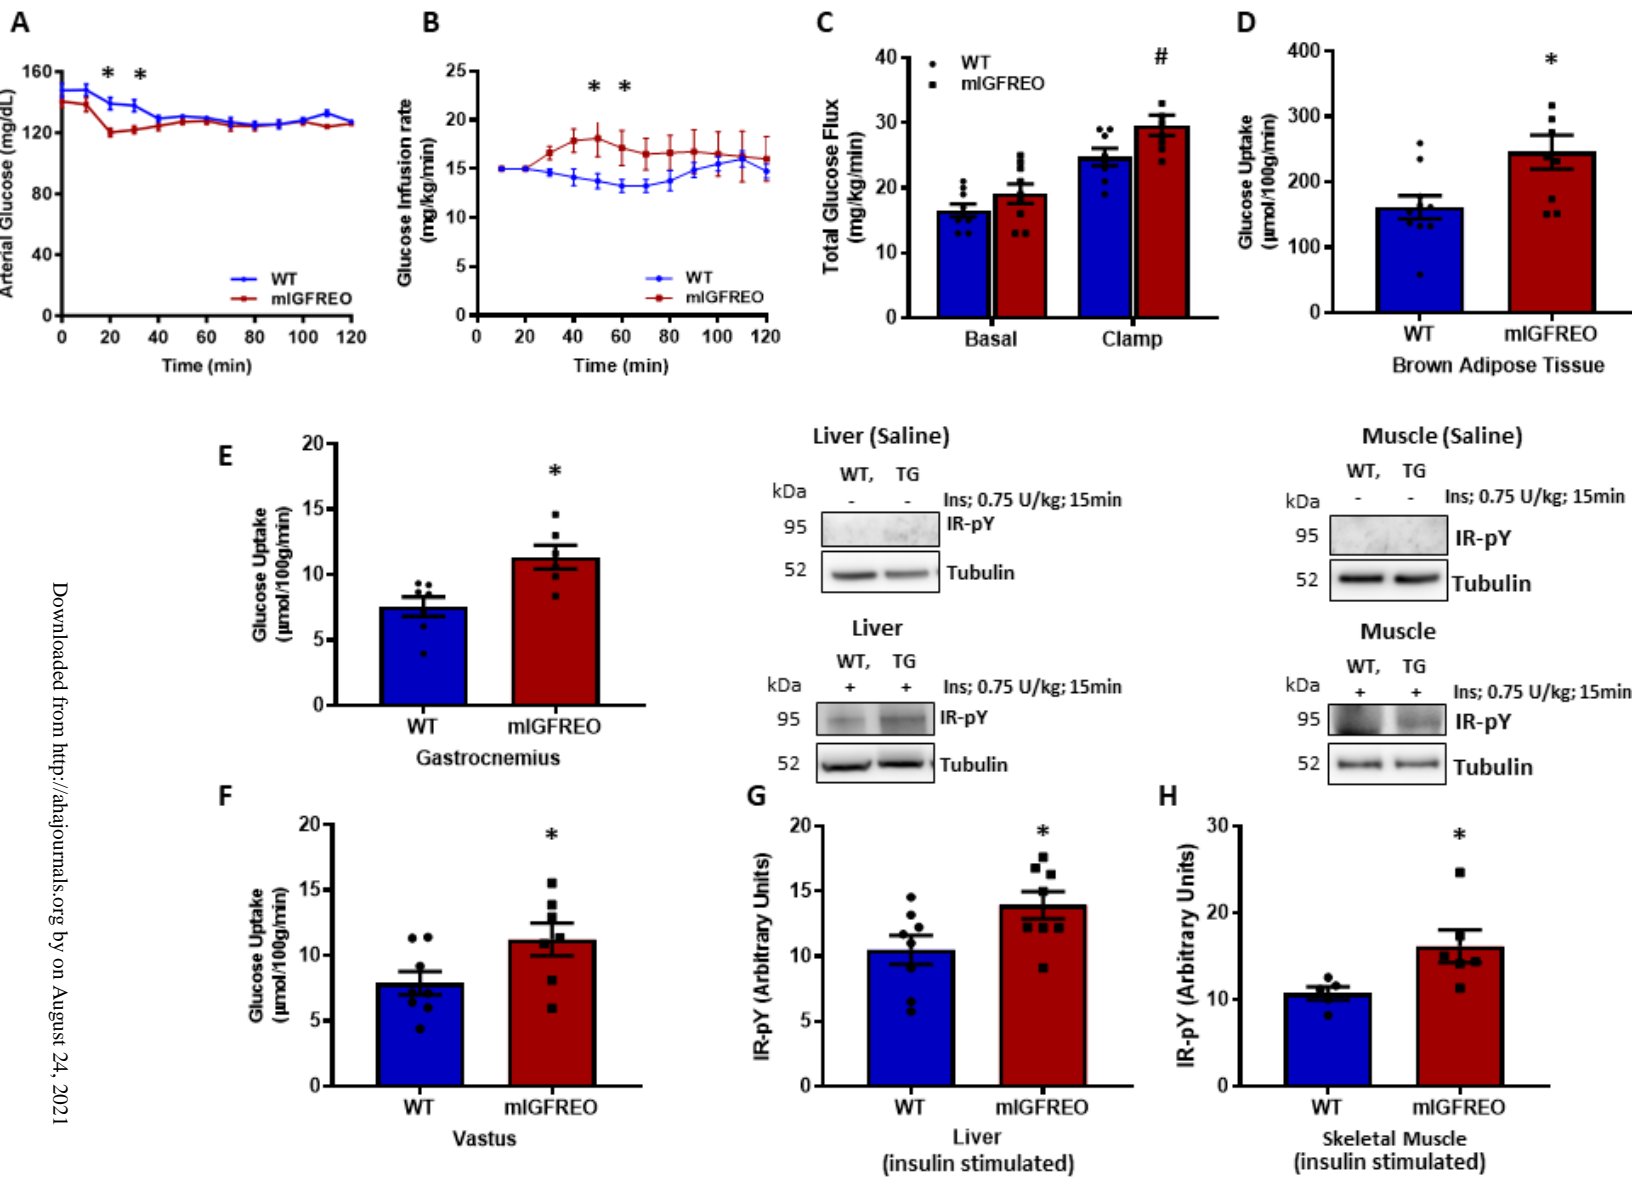 A
160
120
80
40
0
Arterial Glucose (mg/dL)
* *
WT
mIGFREO
0 20 40 60 80 100 120
Time (min)
B
25
20
15
10
5
0
Glucose Infusion rate
(mg/kg/min)
* *
WT
mIGFREO
0 20 40 60 80 100 120
Time (min)
C
40
30
20
10
0
Total Glucose Flux
(mg/kg/min)
WT
mIGFREO
#
Basal Clamp
D
400
300
200
100
0
Glucose Uptake
(µmol/100g/min)
*
WT mIGFREO
Brown Adipose Tissue
E
20
15
10
5
0
Glucose Uptake
(µmol/100g/min)
*
WT mIGFREO
Gastrocnemius
Liver (Saline)
WT, TG
kDa - - Ins; 0.75 U/kg; 15min
95 IR-pY
52 Tubulin
Liver
WT, TG
kDa + + Ins; 0.75 U/kg; 15min
95 IR-pY
52 Tubulin
Muscle (Saline)
WT, TG
kDa - - Ins; 0.75 U/kg; 15min
95 IR-pY
52 Tubulin
Muscle
WT, TG
kDa + + Ins; 0.75 U/kg; 15min
95 IR-pY
52 Tubulin
F
20
15
10
5
0
Glucose Uptake
(µmol/100g/min)
*
WT mIGFREO
Vastus
G
20
15
10
5
0
IR-pY (Arbitrary Units)
*
WT mIGFREO
Liver
(insulin stimulated)
H
30
20
10
0
IR-pY (Arbitrary Units)
*
WT mIGFREO
Skeletal Muscle
(insulin stimulated)
Downloaded from http://ahajournals.org by on August 24, 2021